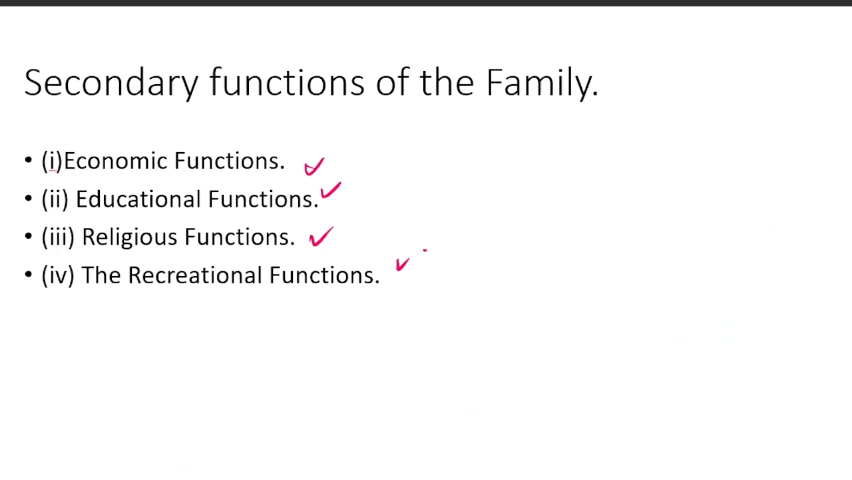 Secondary functions of the Family.
• (i)Economic Functions.
• (ii) Educational Functions.
• (iii) Religious Functions.
• (iv) The Recreational Functions.